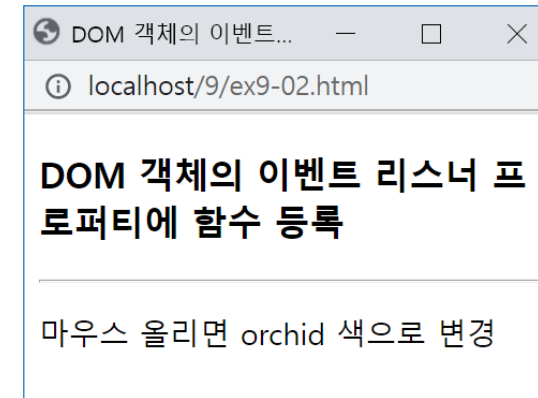 DOM 객체의 이벤트...
localhost/9/ex9-02.html
DOM 객체의 이벤트 리스너 프
로퍼티에 함수 등록
마우스 올리면 orchid 색으로 변경